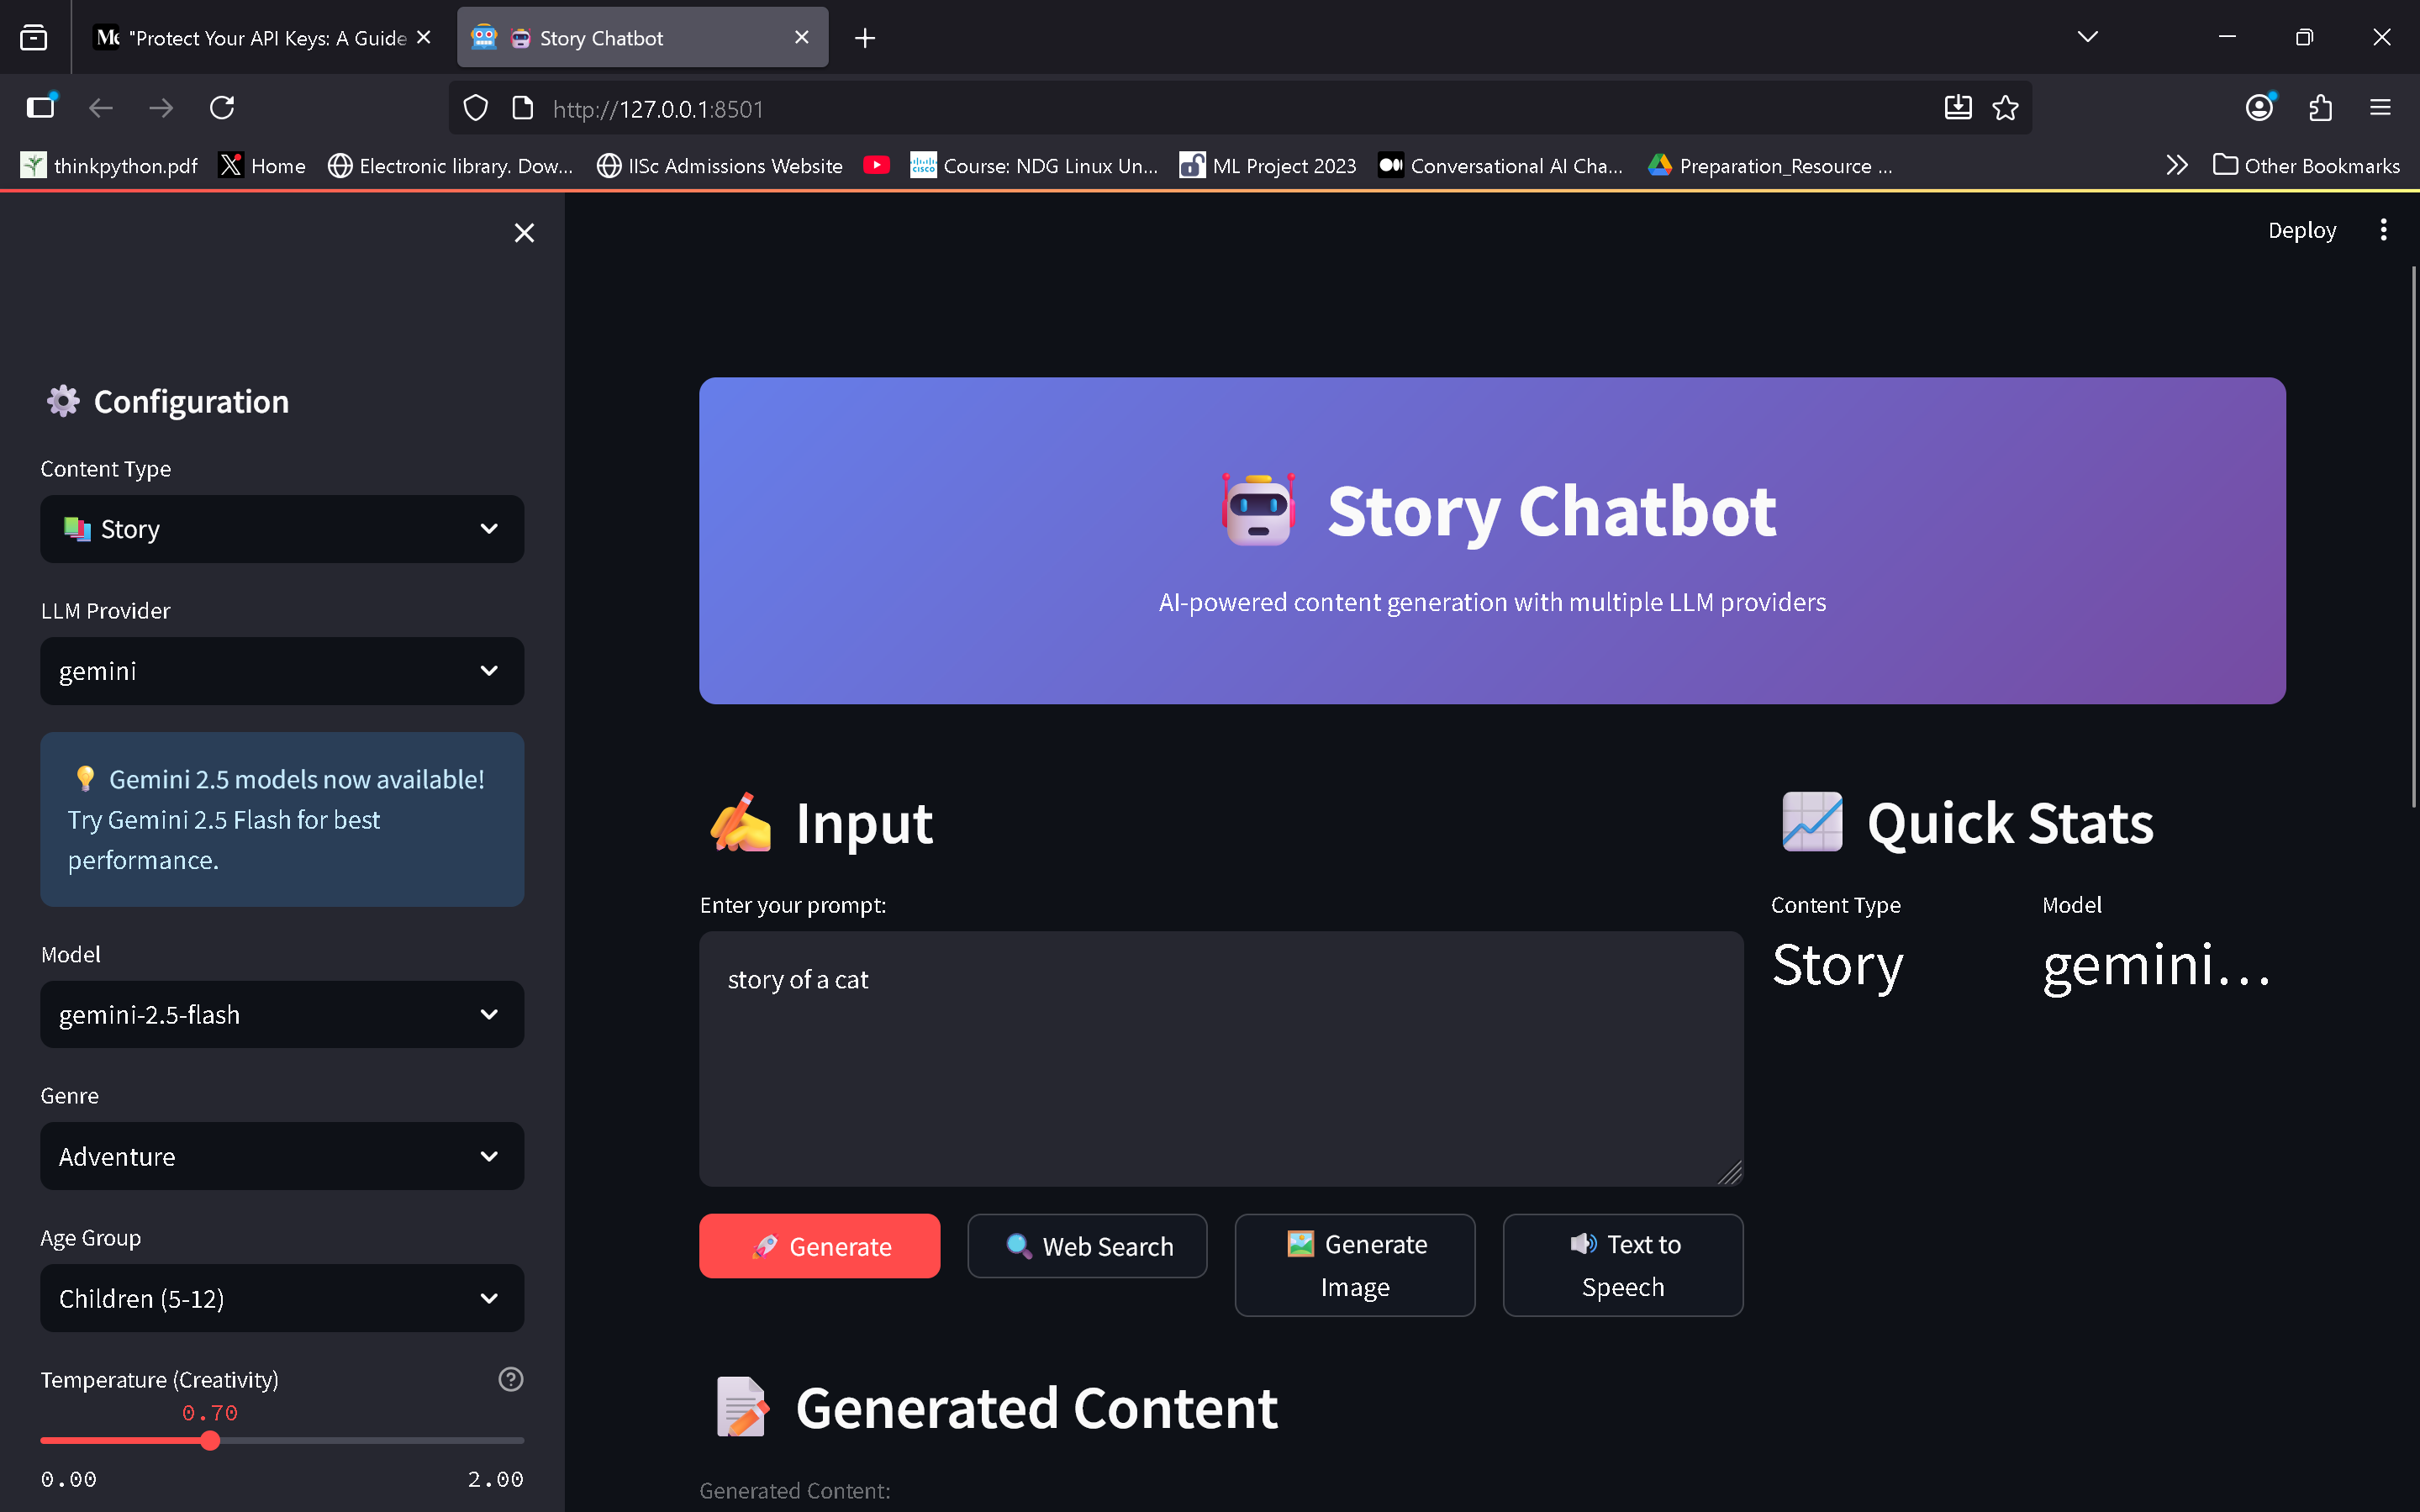 "Protect Your API Keys: A Guide
Story Chatbot
http://127.0.0.1:8501
thinkpython.pdf
Home
Electronic library. Dow...
IISc Admissions Website
Course: NDG Linux Un...
ML Project 2023
Conversational AI Cha...
Preparation_Resource ...
Other Bookmarks
Deploy
Configuration
Content Type
Story
LLM Provider
gemini
Gemini 2.5 models now available!
Try Gemini 2.5 Flash for best
performance.
Model
gemini-2.5-flash
Genre
Adventure
Age Group
Children (5-12)
Temperature (Creativity)
0.70
0.00
2.00
Story Chatbot
AI-powered content generation with multiple LLM providers
Input
Enter your prompt:
story of a cat
Generate
Web Search
Generate
Image
Text to
Speech
Quick Stats
Content Type
Story
Model
gemini...
Generated Content
Generated Content: